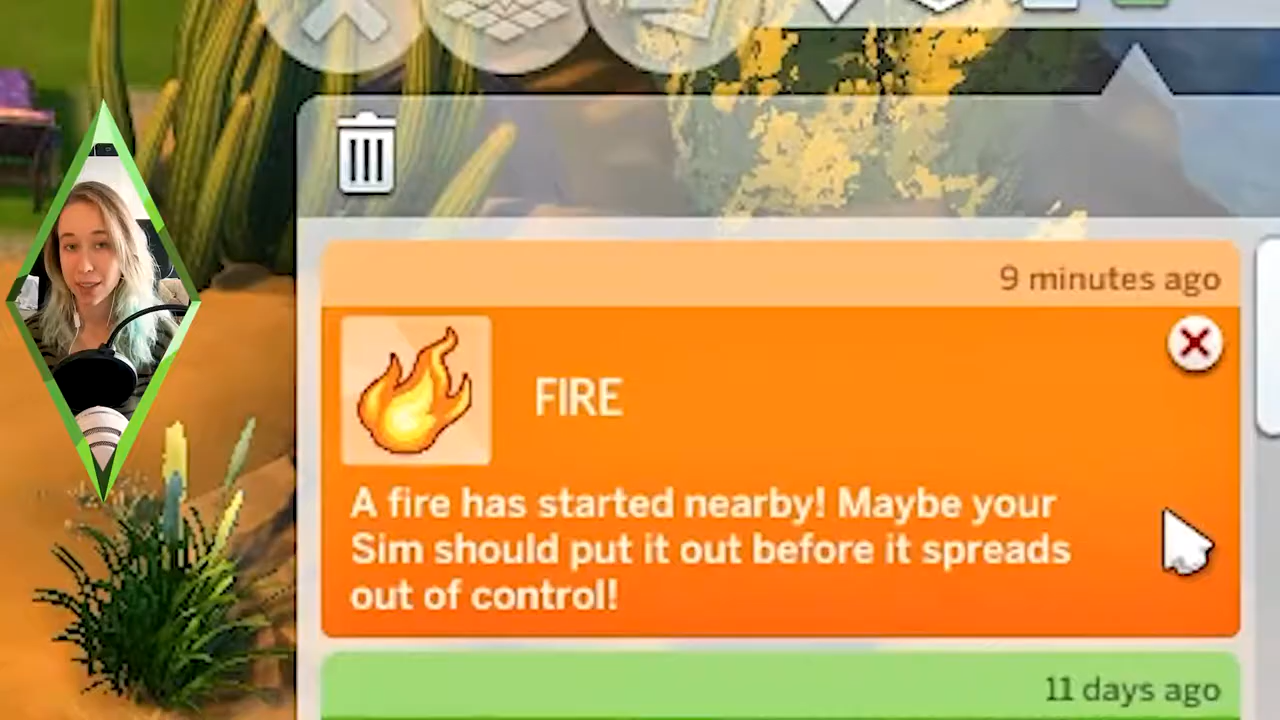 9 minutes ago
FIRE
A fire has started nearby! Maybe your
Sim should put it out before it spreads
out of control!
11 days ago